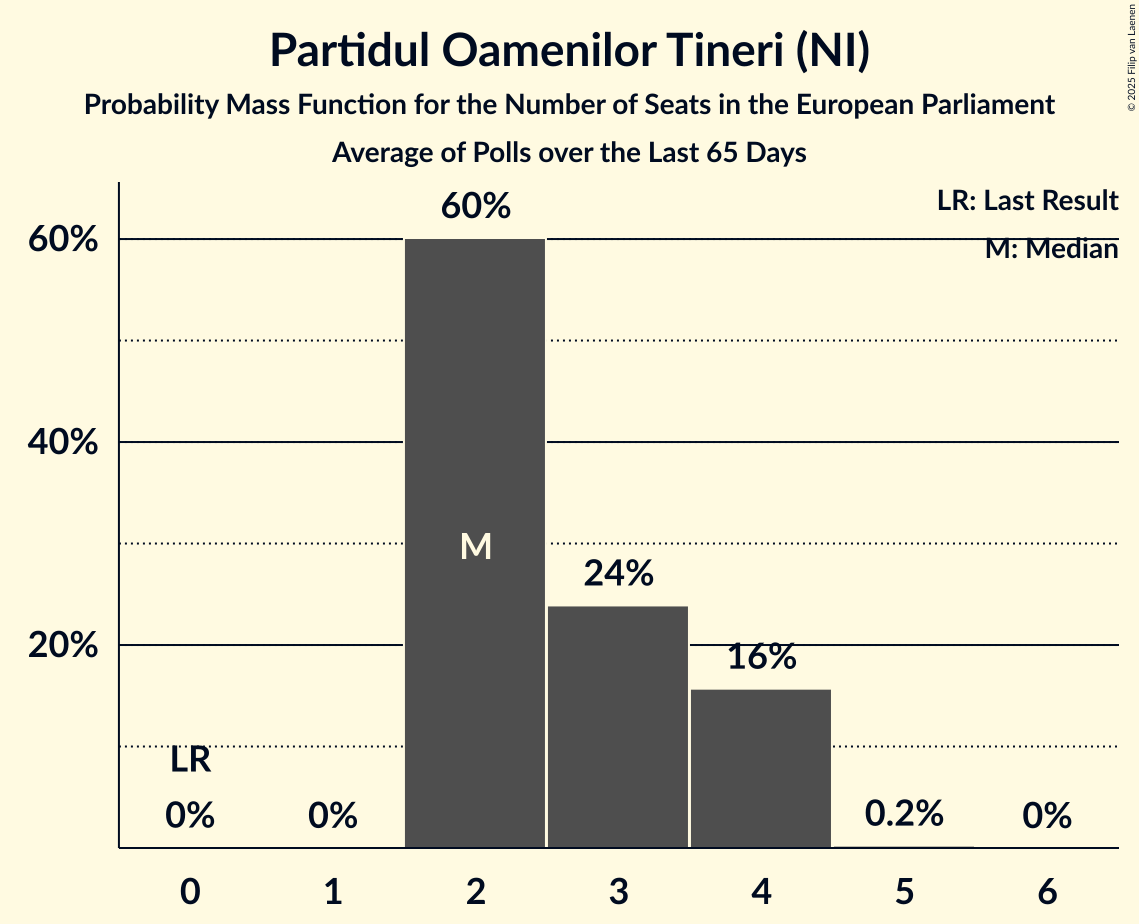 Partidul Oamenilor Tineri (NI)
Probability Mass Function for the Number of Seats in the European Parliament
Average of Polls over the Last 65 Days
© 2025 Filip van Laenen
LR: Last Result
M: Median
60%
40%
20%
60%
M
24%
16%
LR
0%
0%
0.2%
0%
0 1 2 3 4 5 6